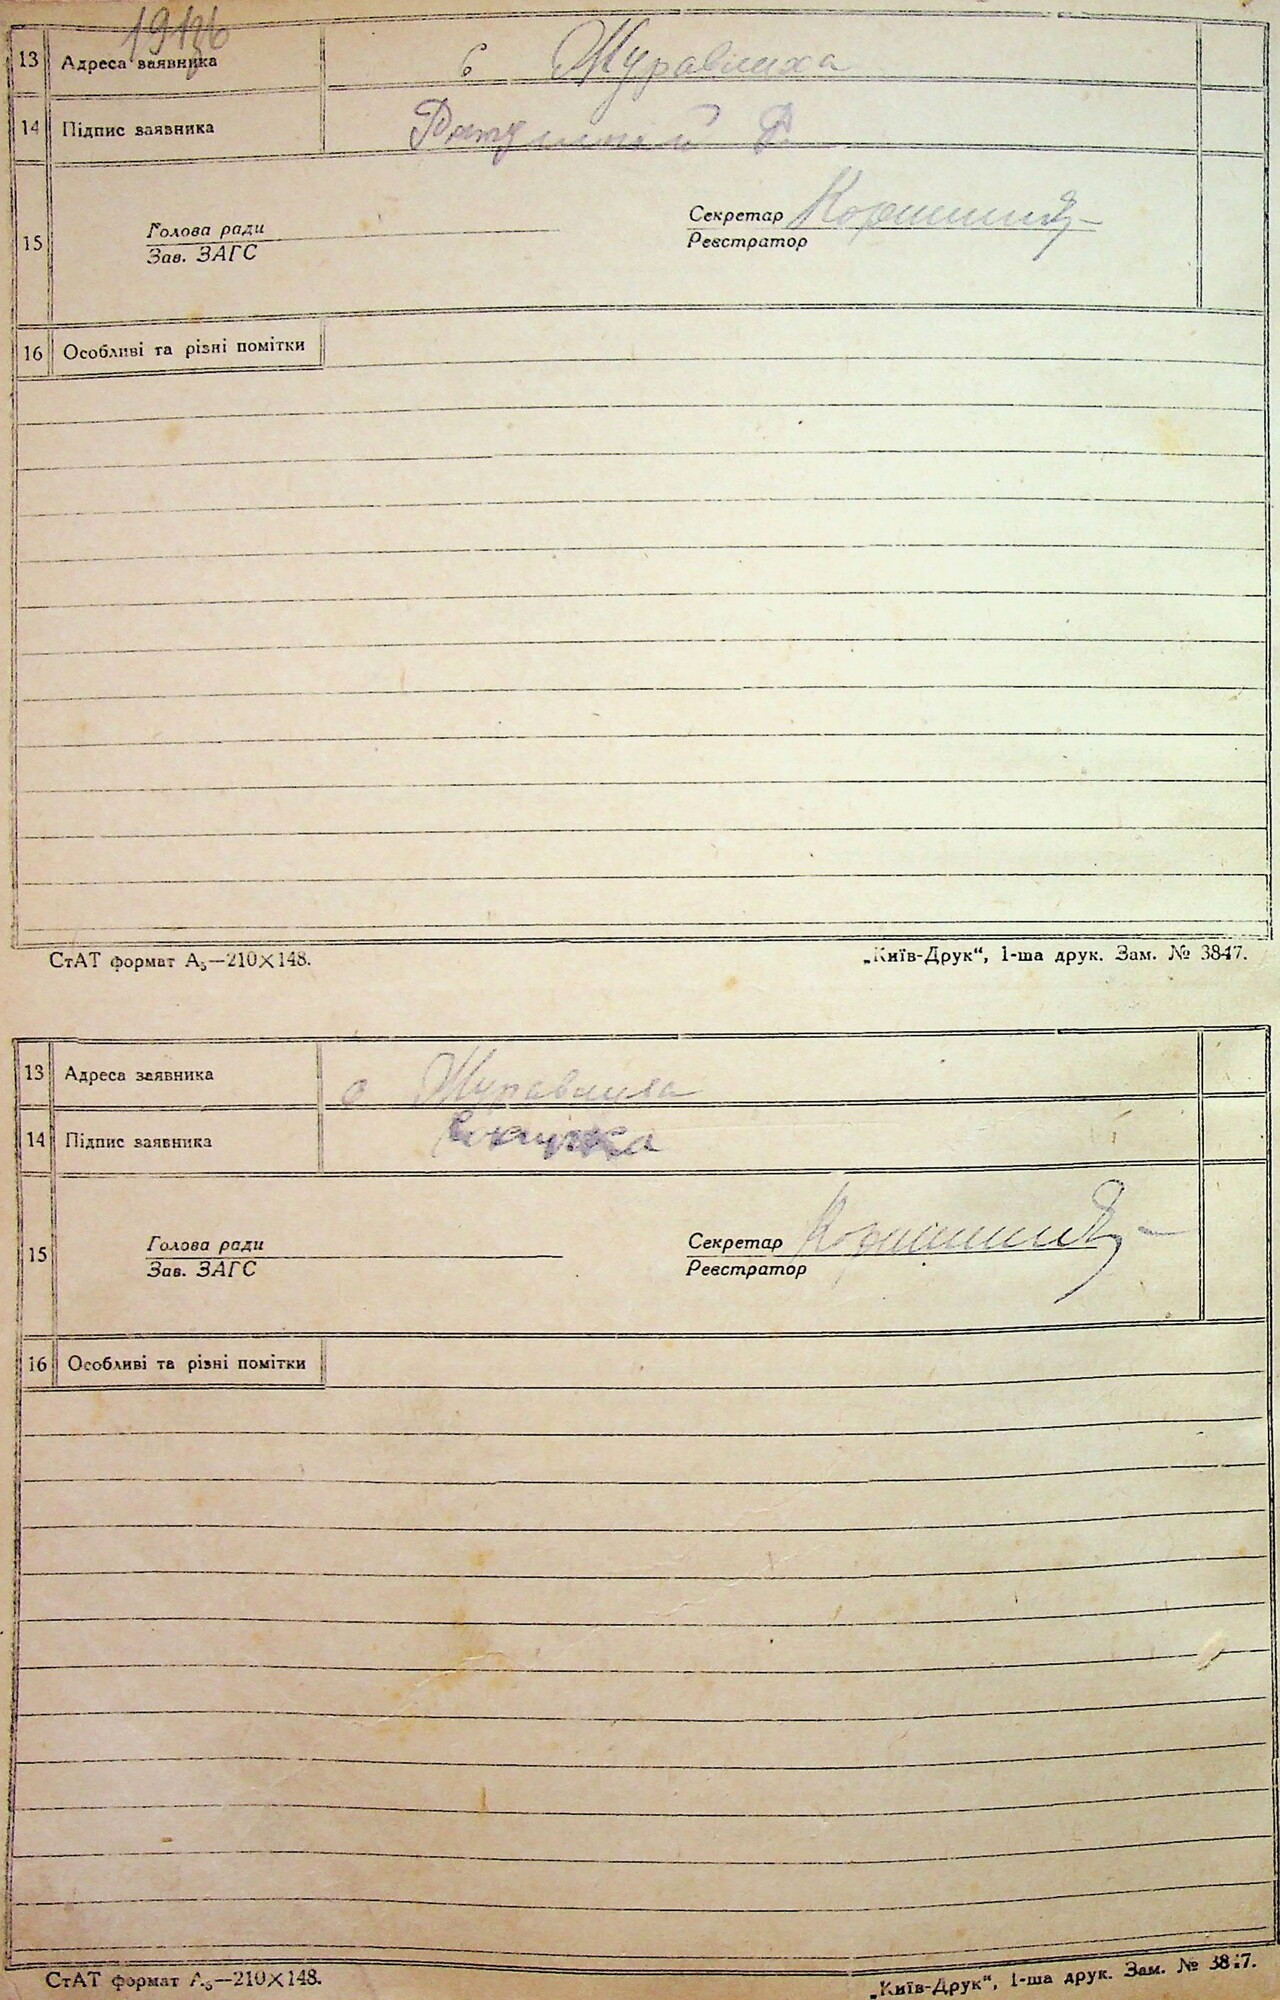 191зб
13 Адреса заявника с Журавлиха
14 Підпис заявника
15 Голова ради Секретар
Зав. ЗАГС Реєстратор
16 Особливі та різні помітки
СтАТ формат А₅—210×148. „Київ-Друк“, 1-ша друк. Зам. № 3847.
13 Адреса заявника с Журавлиха
14 Підпис заявника
15 Голова ради Секретар
Зав. ЗАГС Реєстратор
16 Особливі та різні помітки
СтАТ формат А₅—210×148. „Київ-Друк“, 1-ша друк. Зам. № 3847.